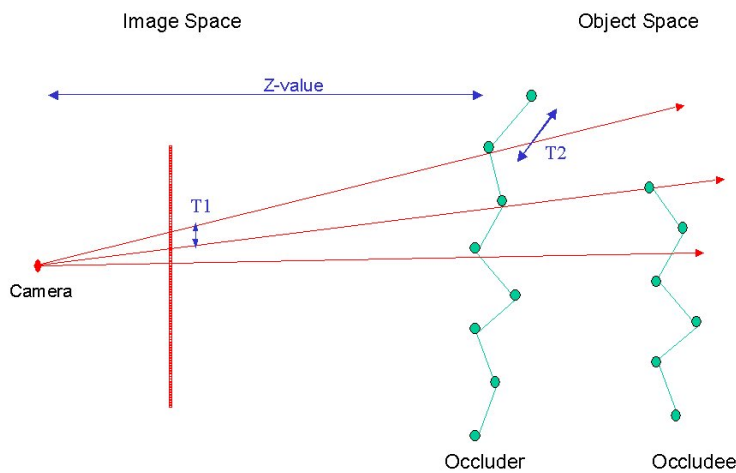 Image Space
Object Space
Z-value
T2
T1
Camera
Occluder
Occludee